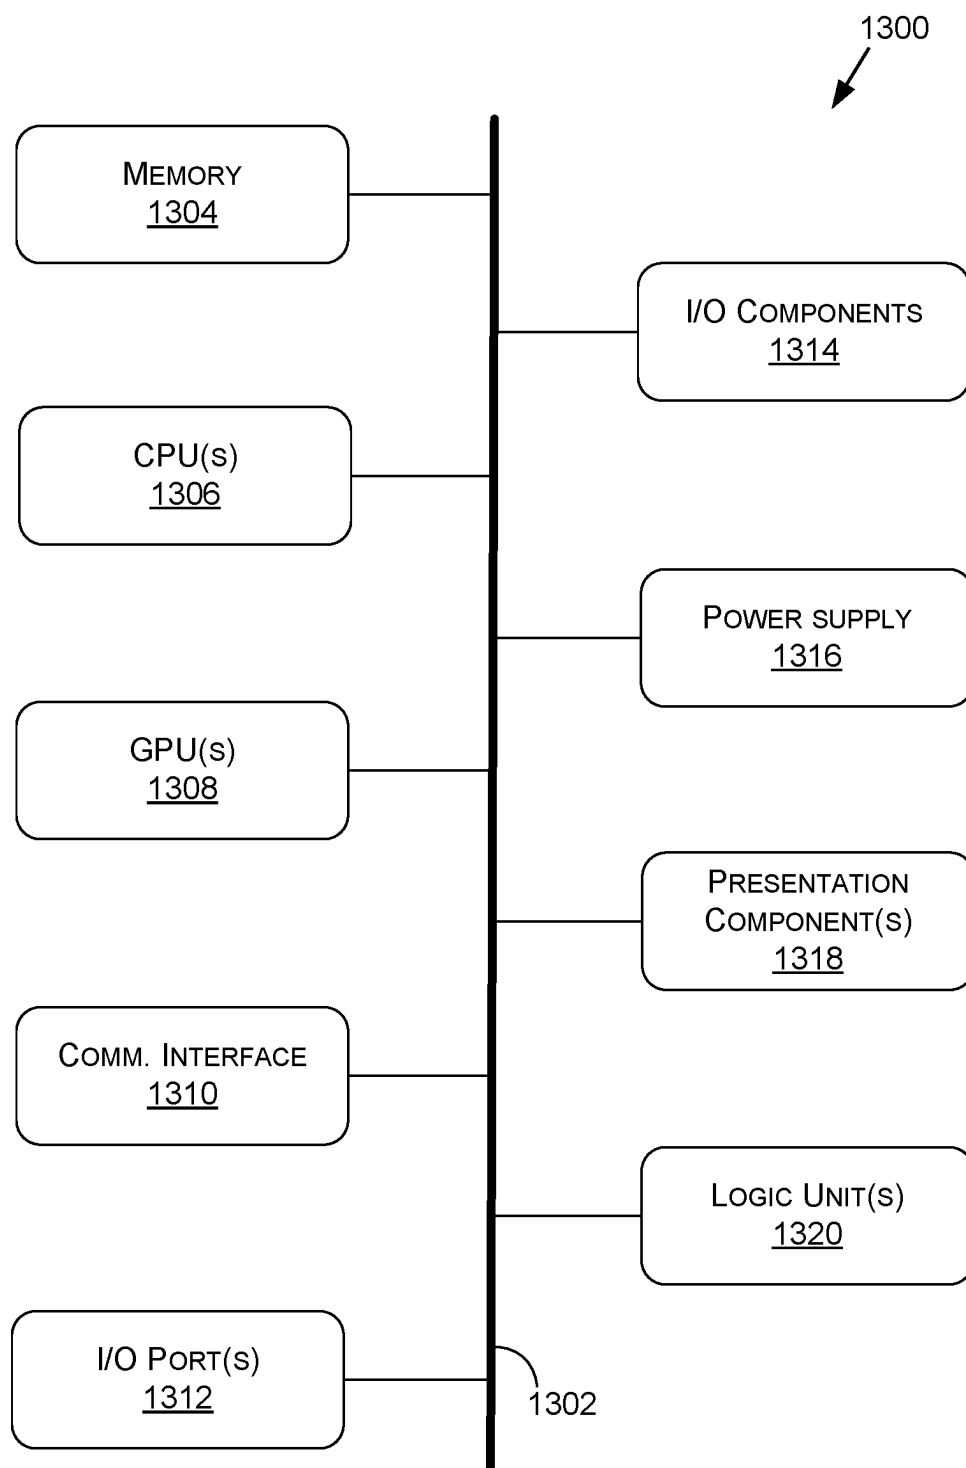 1300
MEMORY
1304
I/O COMPONENTS
1314
CPU(S)
1306
POWER SUPPLY
1316
GPU(S)
1308
PRESENTATION
COMPONENT(S)
1318
COMM. INTERFACE
1310
LOGIC UNIT(S)
1320
I/O PORT(S)
1312
1302